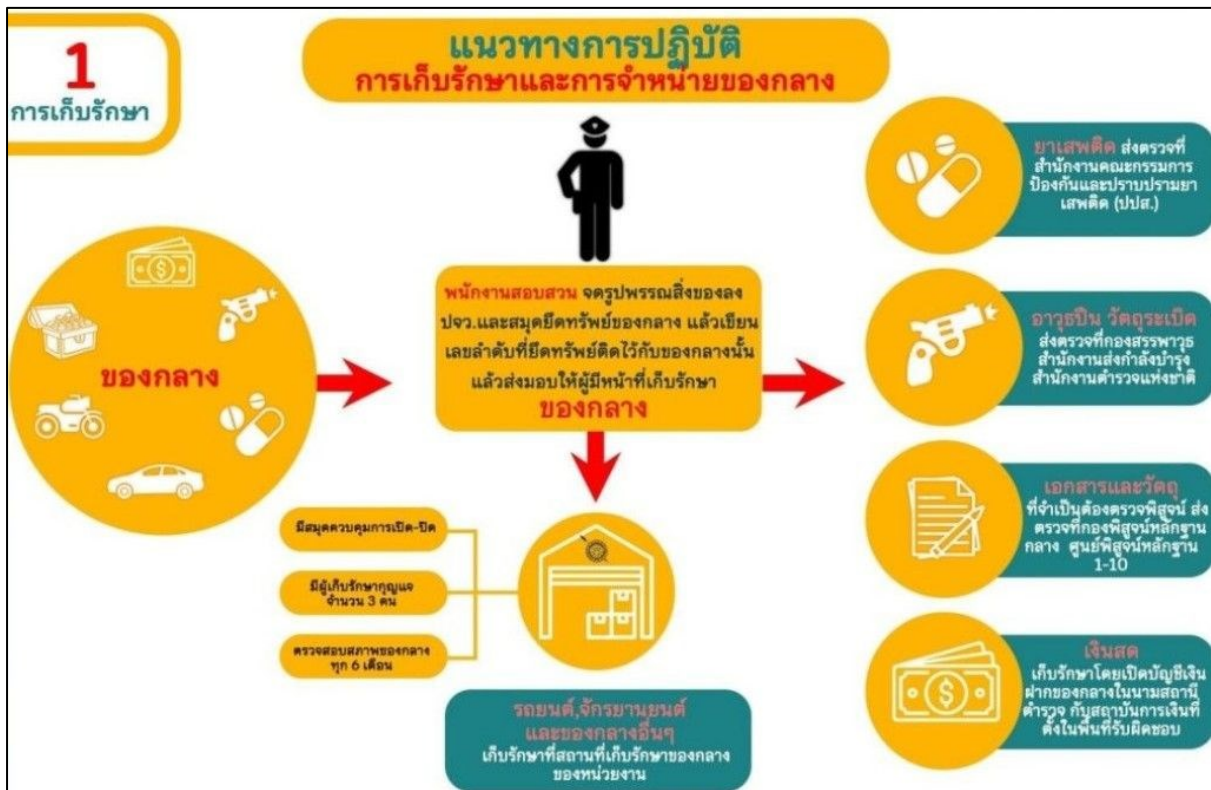 1
การเก็บรักษา
แนวทางการปฏิบัติ
การเก็บรักษาและการจำหน่ายของกลาง
ของกลาง
พนักงานสอบสวน จดรูปพรรณสิ่งของลง
ปจว.และสมุดยึดทรัพย์ของกลาง แล้วเขียน
เลขลำดับที่ยึดทรัพย์ติดไว้กับของกลางนั้น
แล้วส่งมอบให้ผู้มีหน้าที่เก็บรักษา
ของกลาง
มีสมุดควบคุมการเปิด-ปิด
มีผู้เก็บรักษากุญแจ
จำนวน 3 คน
ตรวจสอบสภาพของกลาง
ทุก 6 เดือน
รถยนต์,จักรยานยนต์
และของกลางอื่นๆ
เก็บรักษาที่สถานที่เก็บรักษาของกลาง
ของหน่วยงาน
ยาเสพติด ส่งตรวจที่
สำนักงานคณะกรรมการ
ป้องกันและปราบปรามยา
เสพติด (ปปส.)
อาวุธปืน วัตถุระเบิด
ส่งตรวจที่กองสรรพาวุธ
สำนักงานส่งกำลังบำรุง
สำนักงานตำรวจแห่งชาติ
เอกสารและวัตถุ
ที่จำเป็นต้องตรวจพิสูจน์ ส่ง
ตรวจที่กองพิสูจน์หลักฐาน
กลาง ศูนย์พิสูจน์หลักฐาน
1-10
เงินสด
เก็บรักษาโดยเปิดบัญชีเงิน
ฝากของกลางในนามสถานี
ตำรวจ กับสถาบันการเงินที่
ตั้งในพื้นที่รับผิดชอบ